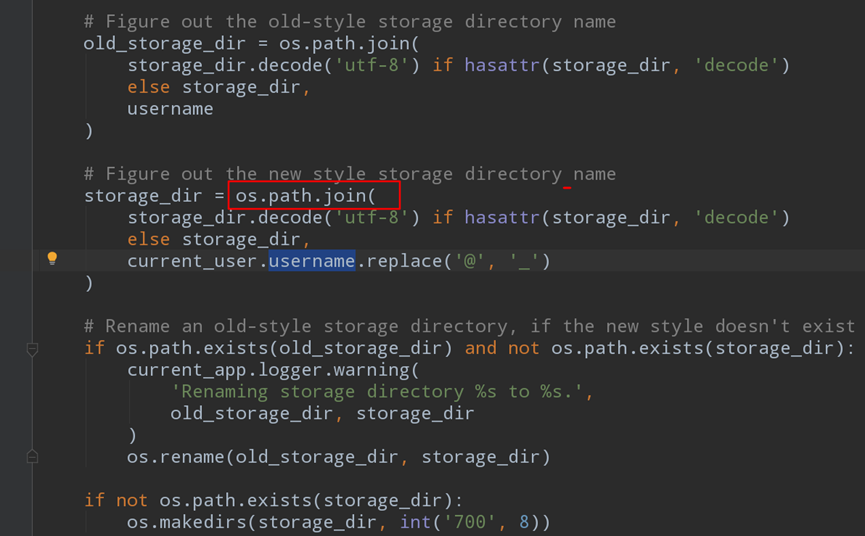 # Figure out the old-style storage directory name
old_storage_dir = os.path.join(
storage_dir.decode('utf-8') if hasattr(storage_dir, 'decode')
else storage_dir,
username
)
# Figure out the new style storage directory name
storage_dir = os.path.join(
storage_dir.decode('utf-8') if hasattr(storage_dir, 'decode')
else storage_dir,
current_user.username.replace('@', '_')
)
# Rename an old-style storage directory, if the new style doesn't exist
if os.path.exists(old_storage_dir) and not os.path.exists(storage_dir):
current_app.logger.warning(
'Renaming storage directory %s to %s.',
old_storage_dir, storage_dir
)
os.rename(old_storage_dir, storage_dir)
if not os.path.exists(storage_dir):
os.makedirs(storage_dir, int('700', 8))